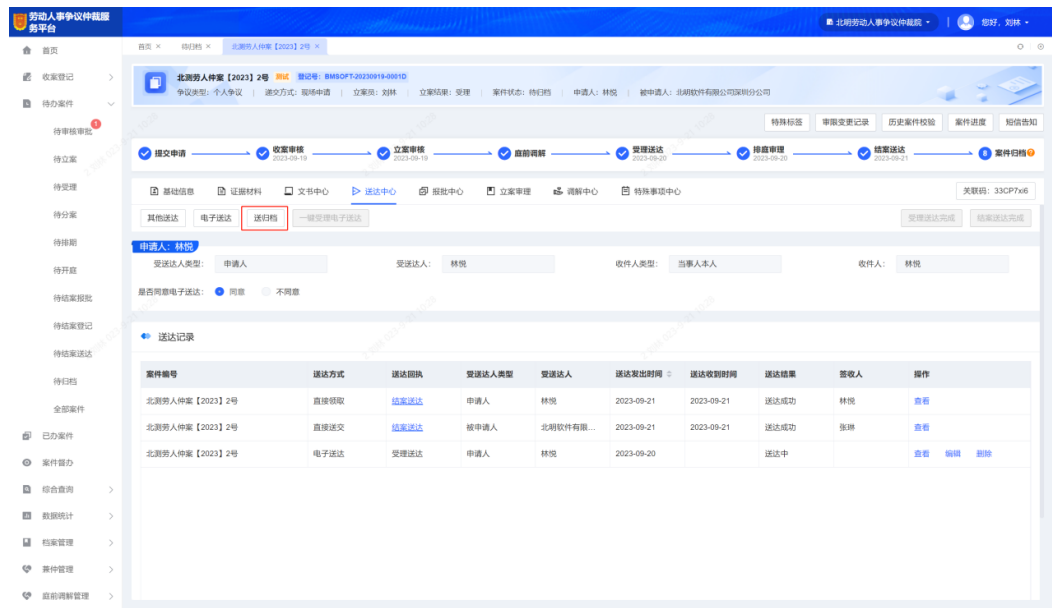 劳动人事争议仲裁服务平台
北明劳动人事争议仲裁院
您好，刘林
首页 × 待归档 × 北测劳人仲案【2023】2号 ×
首页
收案登记
待办案件
待审核审批 1
待立案
待受理
待分案
待排期
待开庭
待结案报批
待结案登记
待结案送达
待归档
全部案件
已办案件
案件督办
综合查询
数据统计
档案管理
兼仲管理
庭前调解管理
北测劳人仲案【2023】2号 测试 登记号：BMSOFT-20230919-0001D
争议类型：个人争议 | 递交方式：现场申请 | 立案员：刘林 | 立案结果：受理 | 案件状态：待归档 | 申请人：林悦 | 被申请人：北明软件有限公司深圳分公司
特殊标签 审限变更记录 历史案件校验 案件进度 短信告知
提交申请 收案审核 立案审核 庭前调解 受理送达 排庭审理 结案送达 8 案件归档
2023-09-19 2023-09-19 2023-09-20 2023-09-20 2023-09-21
基础信息 证据材料 文书中心 送达中心 报批中心 立案审理 调解中心 特殊事项中心 关联码：33CP7xi6
其他送达 电子送达 送归档 一键受理电子送达 受理送达完成 结案送达完成
申请人：林悦
受送达人类型： 申请人 受送达人： 林悦 收件人类型： 当事人本人 收件人： 林悦
是否同意电子送达： 同意 不同意
送达记录
案件编号 送达方式 送达回执 受送达人类型 受送达人 送达发出时间 送达收到时间 送达结果 签收人 操作
北测劳人仲案【2023】2号 直接领取 结案送达 申请人 林悦 2023-09-21 2023-09-21 送达成功 林悦 查看
北测劳人仲案【2023】2号 直接送交 结案送达 被申请人 北明软件有限... 2023-09-21 2023-09-21 送达成功 张琳 查看
北测劳人仲案【2023】2号 电子送达 受理送达 申请人 林悦 2023-09-20 送达中 查看 编辑 删除